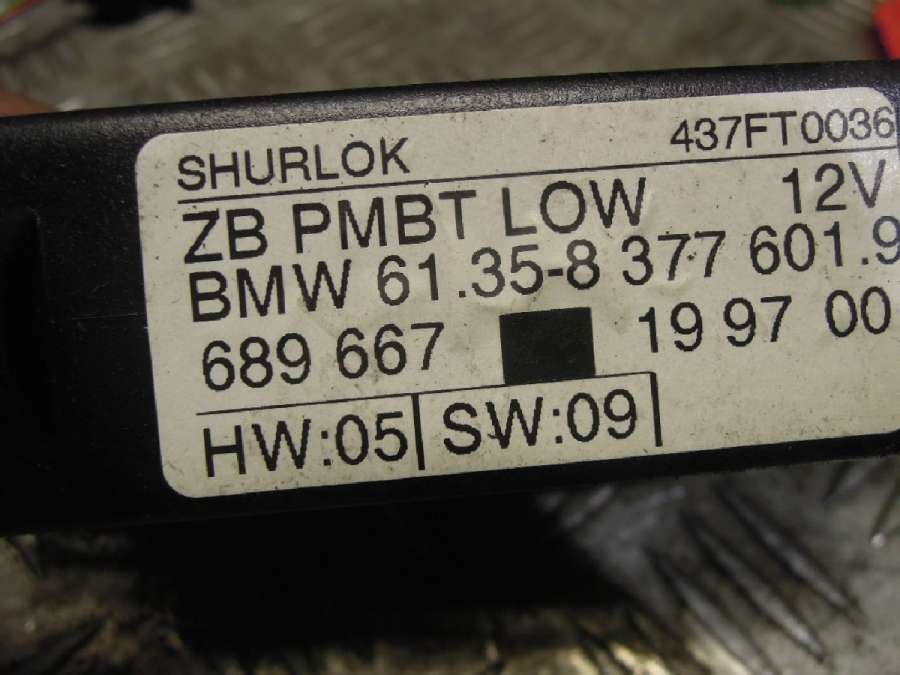 SHURLOK 437FT0036
ZB PMBT LOW 12V
BMW 61.35-8 377 601.9
689 667 19 97 00
HW:05 SW:09